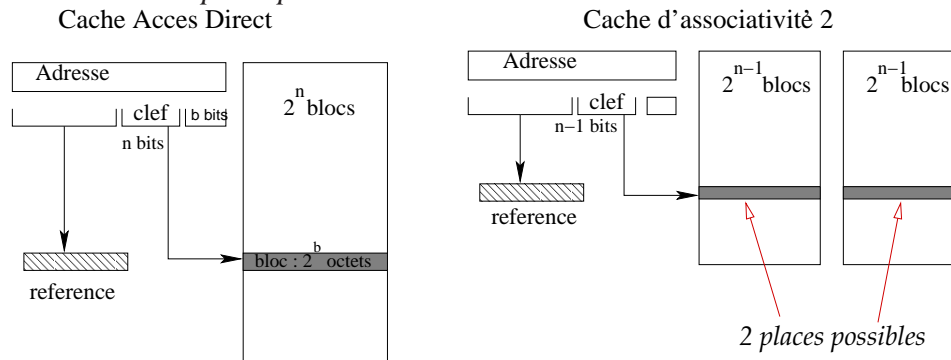 Cache Acces Direct
Adresse
clef
b bits
n bits
2^n blocs
bloc : 2^b octets
reference
Cache d'associativité 2
Adresse
clef
n−1 bits
2^n−1 blocs
2^n−1 blocs
reference
2 places possibles